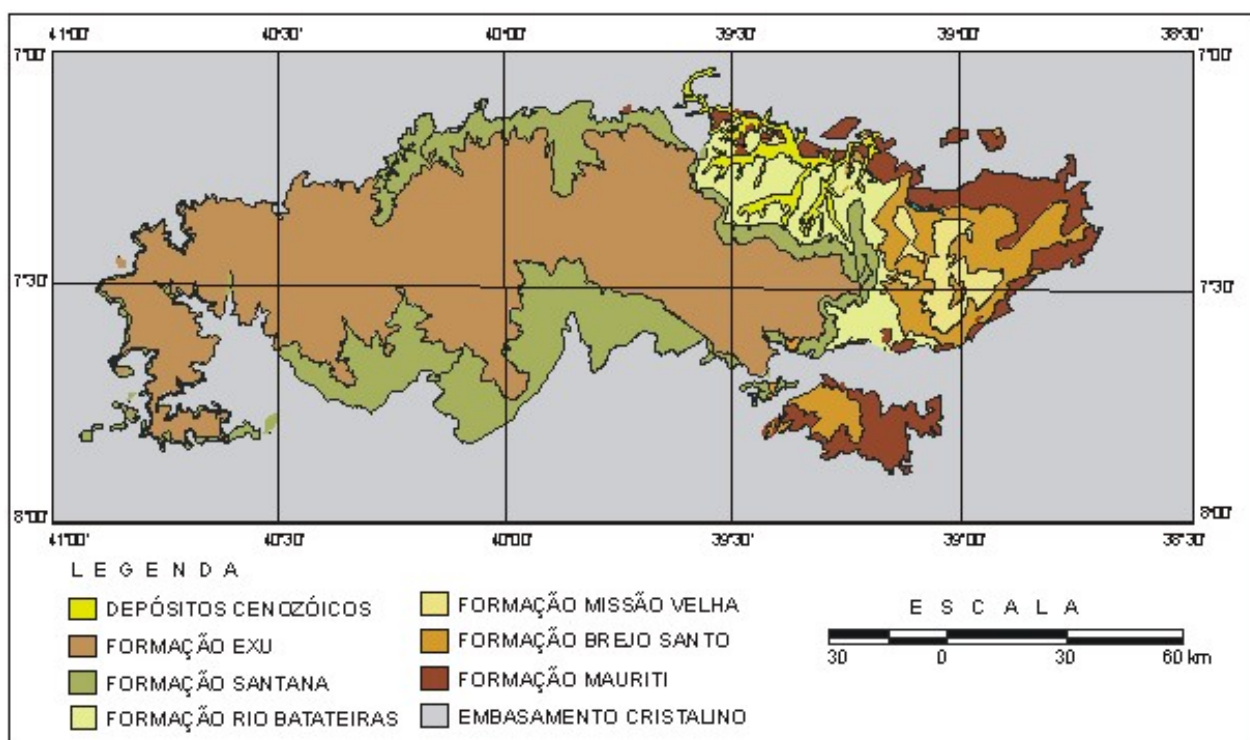 41°00' 40°30' 40°00' 39°30' 39°00' 38°30'
7°00' 7°00'
7°30' 7°30'
8°00' 8°00'
41°00' 40°30' 40°00' 39°30' 39°00' 38°30'
LEGENDA
DEPÓSITOS CENOZÓICOS
FORMAÇÃO EXU
FORMAÇÃO SANTANA
FORMAÇÃO RIO BATATEIRAS
FORMAÇÃO MISSÃO VELHA
FORMAÇÃO BREJO SANTO
FORMAÇÃO MAURITI
EMBASAMENTO CRISTALINO
ESCALA
30 0 30 60 km